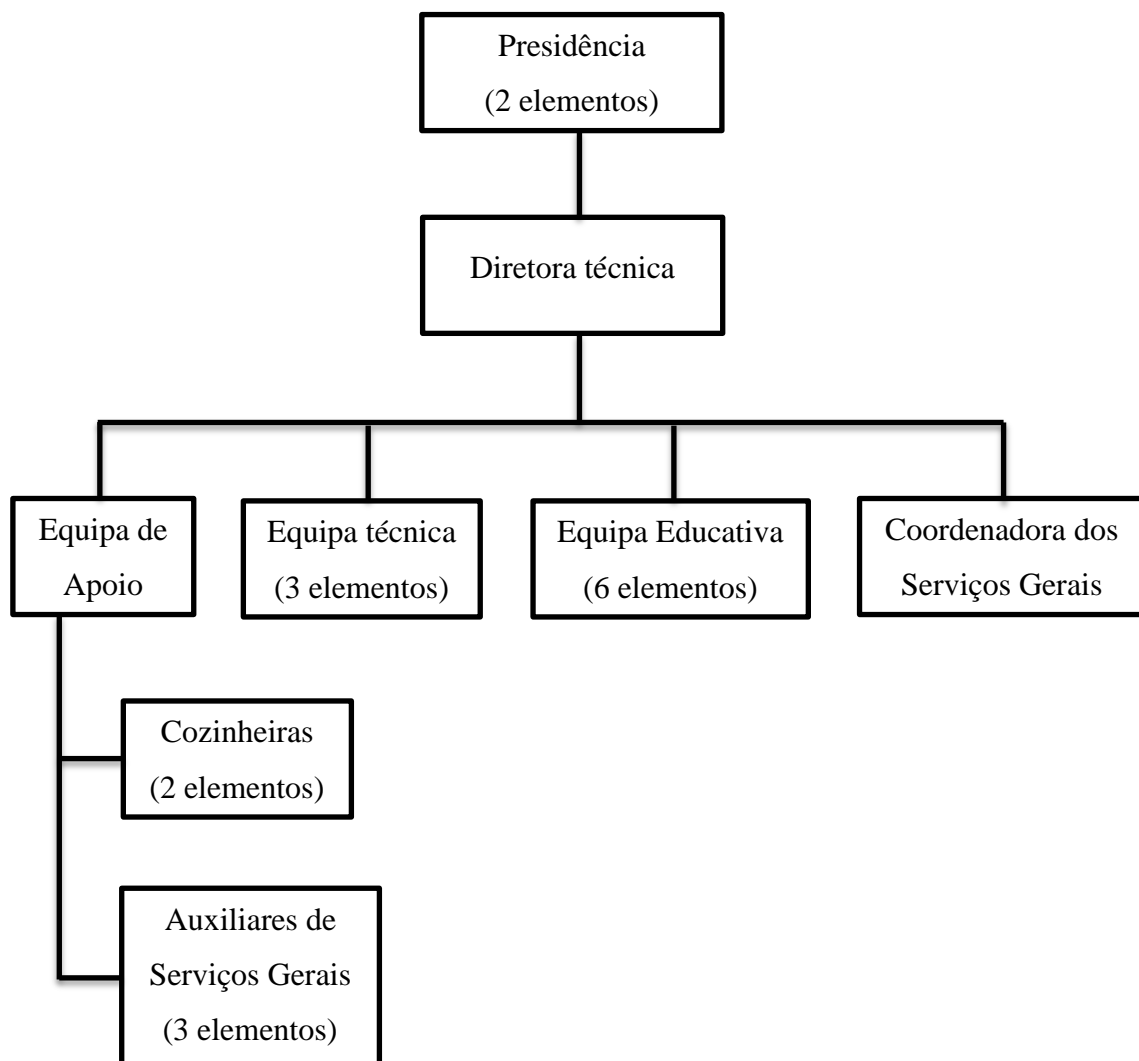 Presidência
(2 elementos)
Diretora técnica
Equipa de
Apoio
Equipa técnica
(3 elementos)
Equipa Educativa
(6 elementos)
Coordenadora dos
Serviços Gerais
Cozinheiras
(2 elementos)
Auxiliares de
Serviços Gerais
(3 elementos)